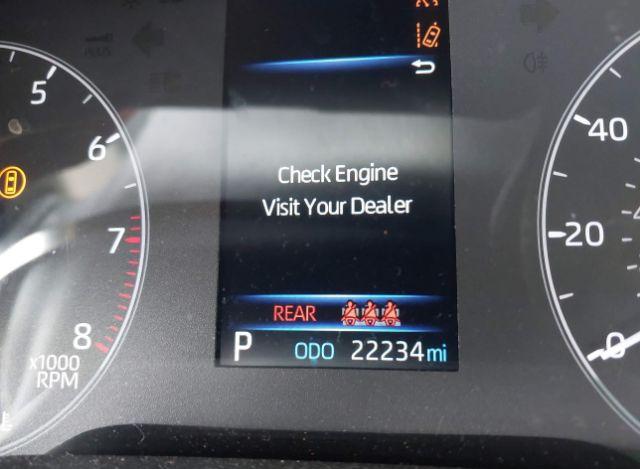 5
6
7
8
x1000
RPM
Check Engine
Visit Your Dealer
REAR
P ODO 22234 mi
40
20
0